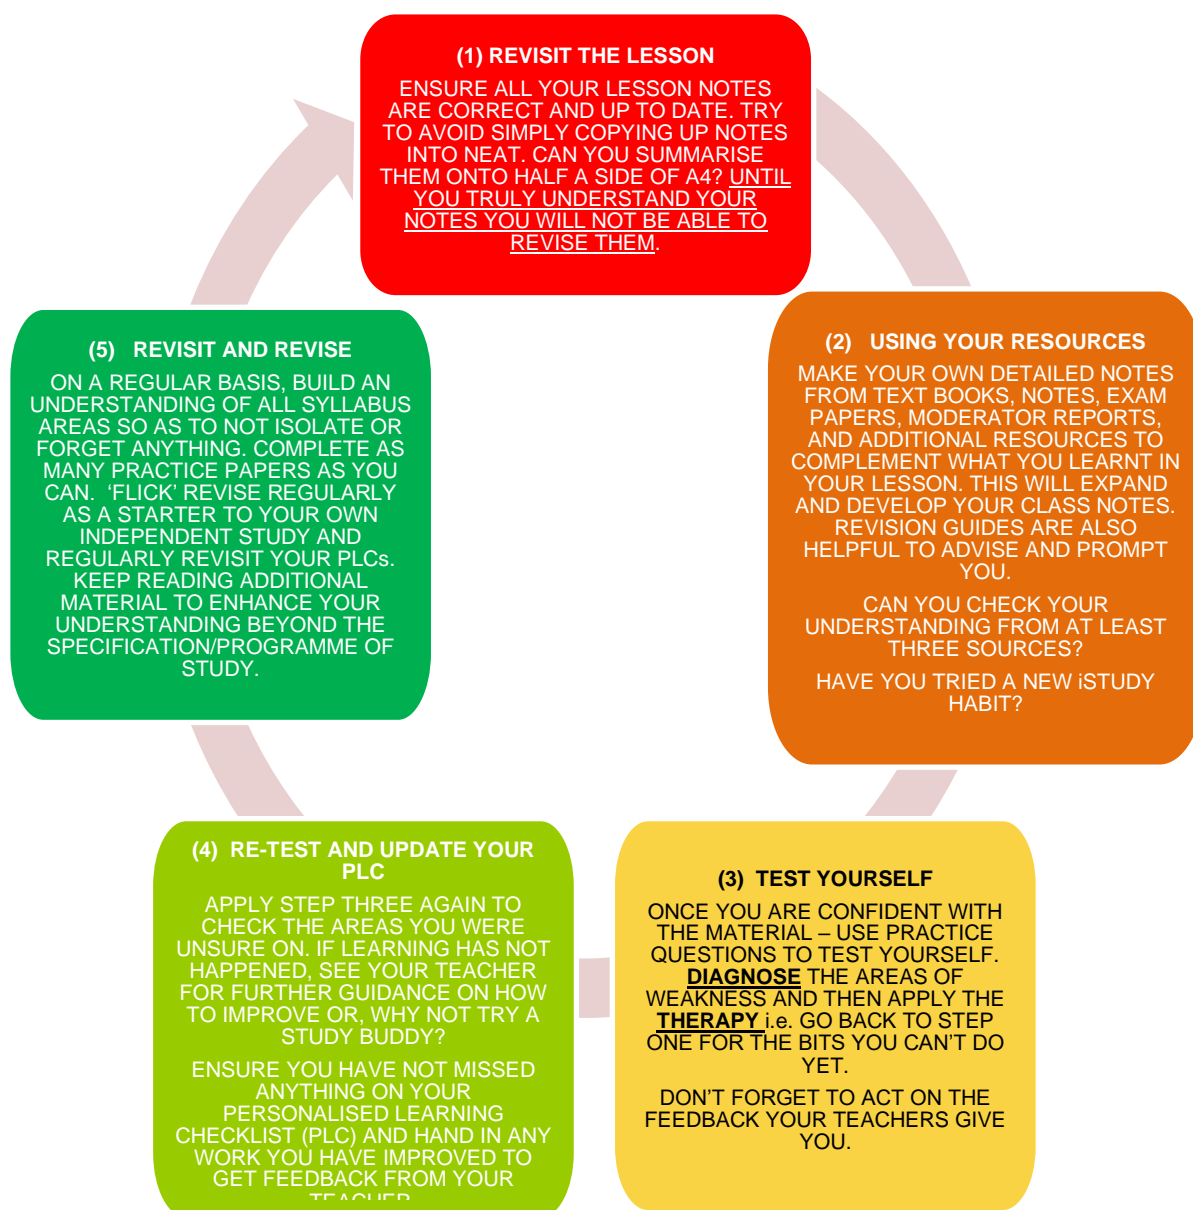 (1) REVISIT THE LESSON
ENSURE ALL YOUR LESSON NOTES
ARE CORRECT AND UP TO DATE. TRY
TO AVOID SIMPLY COPYING UP NOTES
INTO NEAT. CAN YOU SUMMARISE
THEM ONTO HALF A SIDE OF A4? UNTIL
YOU TRULY UNDERSTAND YOUR
NOTES YOU WILL NOT BE ABLE TO
REVISE THEM.
(2) USING YOUR RESOURCES
MAKE YOUR OWN DETAILED NOTES
FROM TEXT BOOKS, NOTES, EXAM
PAPERS, MODERATOR REPORTS,
AND ADDITIONAL RESOURCES TO
COMPLEMENT WHAT YOU LEARNT IN
YOUR LESSON. THIS WILL EXPAND
AND DEVELOP YOUR CLASS NOTES.
REVISION GUIDES ARE ALSO
HELPFUL TO ADVISE AND PROMPT
YOU.
CAN YOU CHECK YOUR
UNDERSTANDING FROM AT LEAST
THREE SOURCES?
HAVE YOU TRIED A NEW iSTUDY
HABIT?
(3) TEST YOURSELF
ONCE YOU ARE CONFIDENT WITH
THE MATERIAL – USE PRACTICE
QUESTIONS TO TEST YOURSELF.
DIAGNOSE THE AREAS OF
WEAKNESS AND THEN APPLY THE
THERAPY i.e. GO BACK TO STEP
ONE FOR THE BITS YOU CAN'T DO
YET.
DON'T FORGET TO ACT ON THE
FEEDBACK YOUR TEACHERS GIVE
YOU.
(4) RE-TEST AND UPDATE YOUR
PLC
APPLY STEP THREE AGAIN TO
CHECK THE AREAS YOU WERE
UNSURE ON. IF LEARNING HAS NOT
HAPPENED, SEE YOUR TEACHER
FOR FURTHER GUIDANCE ON HOW
TO IMPROVE OR, WHY NOT TRY A
STUDY BUDDY?
ENSURE YOU HAVE NOT MISSED
ANYTHING ON YOUR
PERSONALISED LEARNING
CHECKLIST (PLC) AND HAND IN ANY
WORK YOU HAVE IMPROVED TO
GET FEEDBACK FROM YOUR
TEACHER
(5) REVISIT AND REVISE
ON A REGULAR BASIS, BUILD AN
UNDERSTANDING OF ALL SYLLABUS
AREAS SO AS TO NOT ISOLATE OR
FORGET ANYTHING. COMPLETE AS
MANY PRACTICE PAPERS AS YOU
CAN. 'FLICK' REVISE REGULARLY
AS A STARTER TO YOUR OWN
INDEPENDENT STUDY AND
REGULARLY REVISIT YOUR PLCs.
KEEP READING ADDITIONAL
MATERIAL TO ENHANCE YOUR
UNDERSTANDING BEYOND THE
SPECIFICATION/PROGRAMME OF
STUDY.